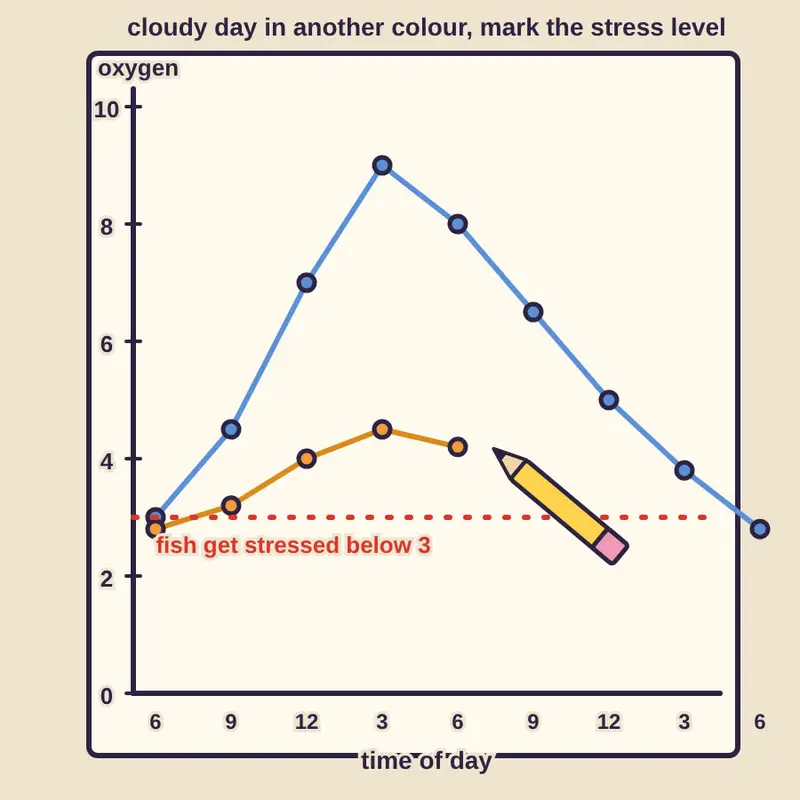 cloudy day in another colour, mark the stress level
oxygen
10
8
6
4
fish get stressed below 3
2
0
6 9 12 3 6 9 12 3 6
time of day